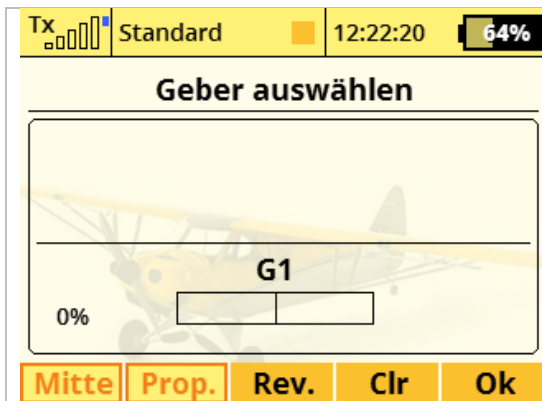 Tx Standard 12:22:20 64%
Geber auswählen
G1
0%
Mitte Prop. Rev. Clr Ok